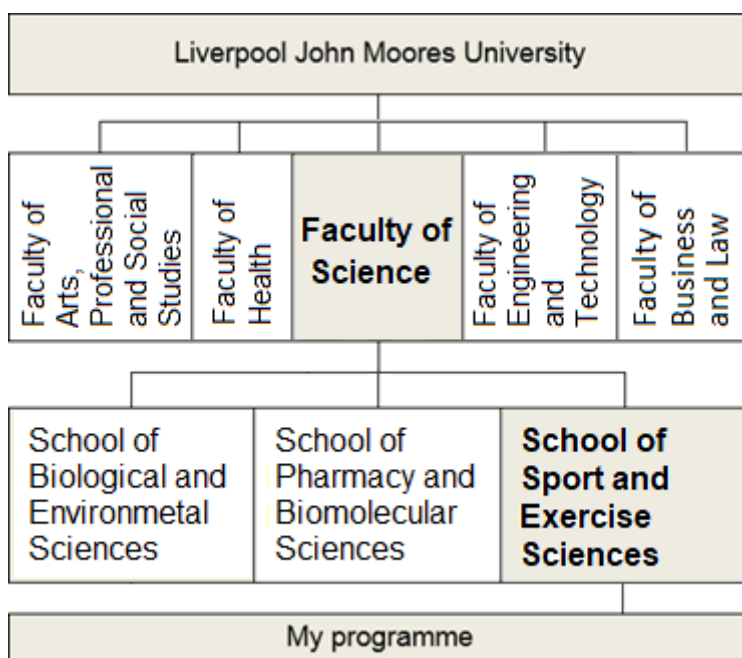 Liverpool John Moores University
Faculty of
Arts,
Professional
and Social
Studies
Faculty of
Health
Faculty of
Science
Faculty of
Engineering
and
Technology
Faculty of
Business
and Law
School of
Biological and
Environmetal
Sciences
School of
Pharmacy and
Biomolecular
Sciences
School of
Sport and
Exercise
Sciences
My programme